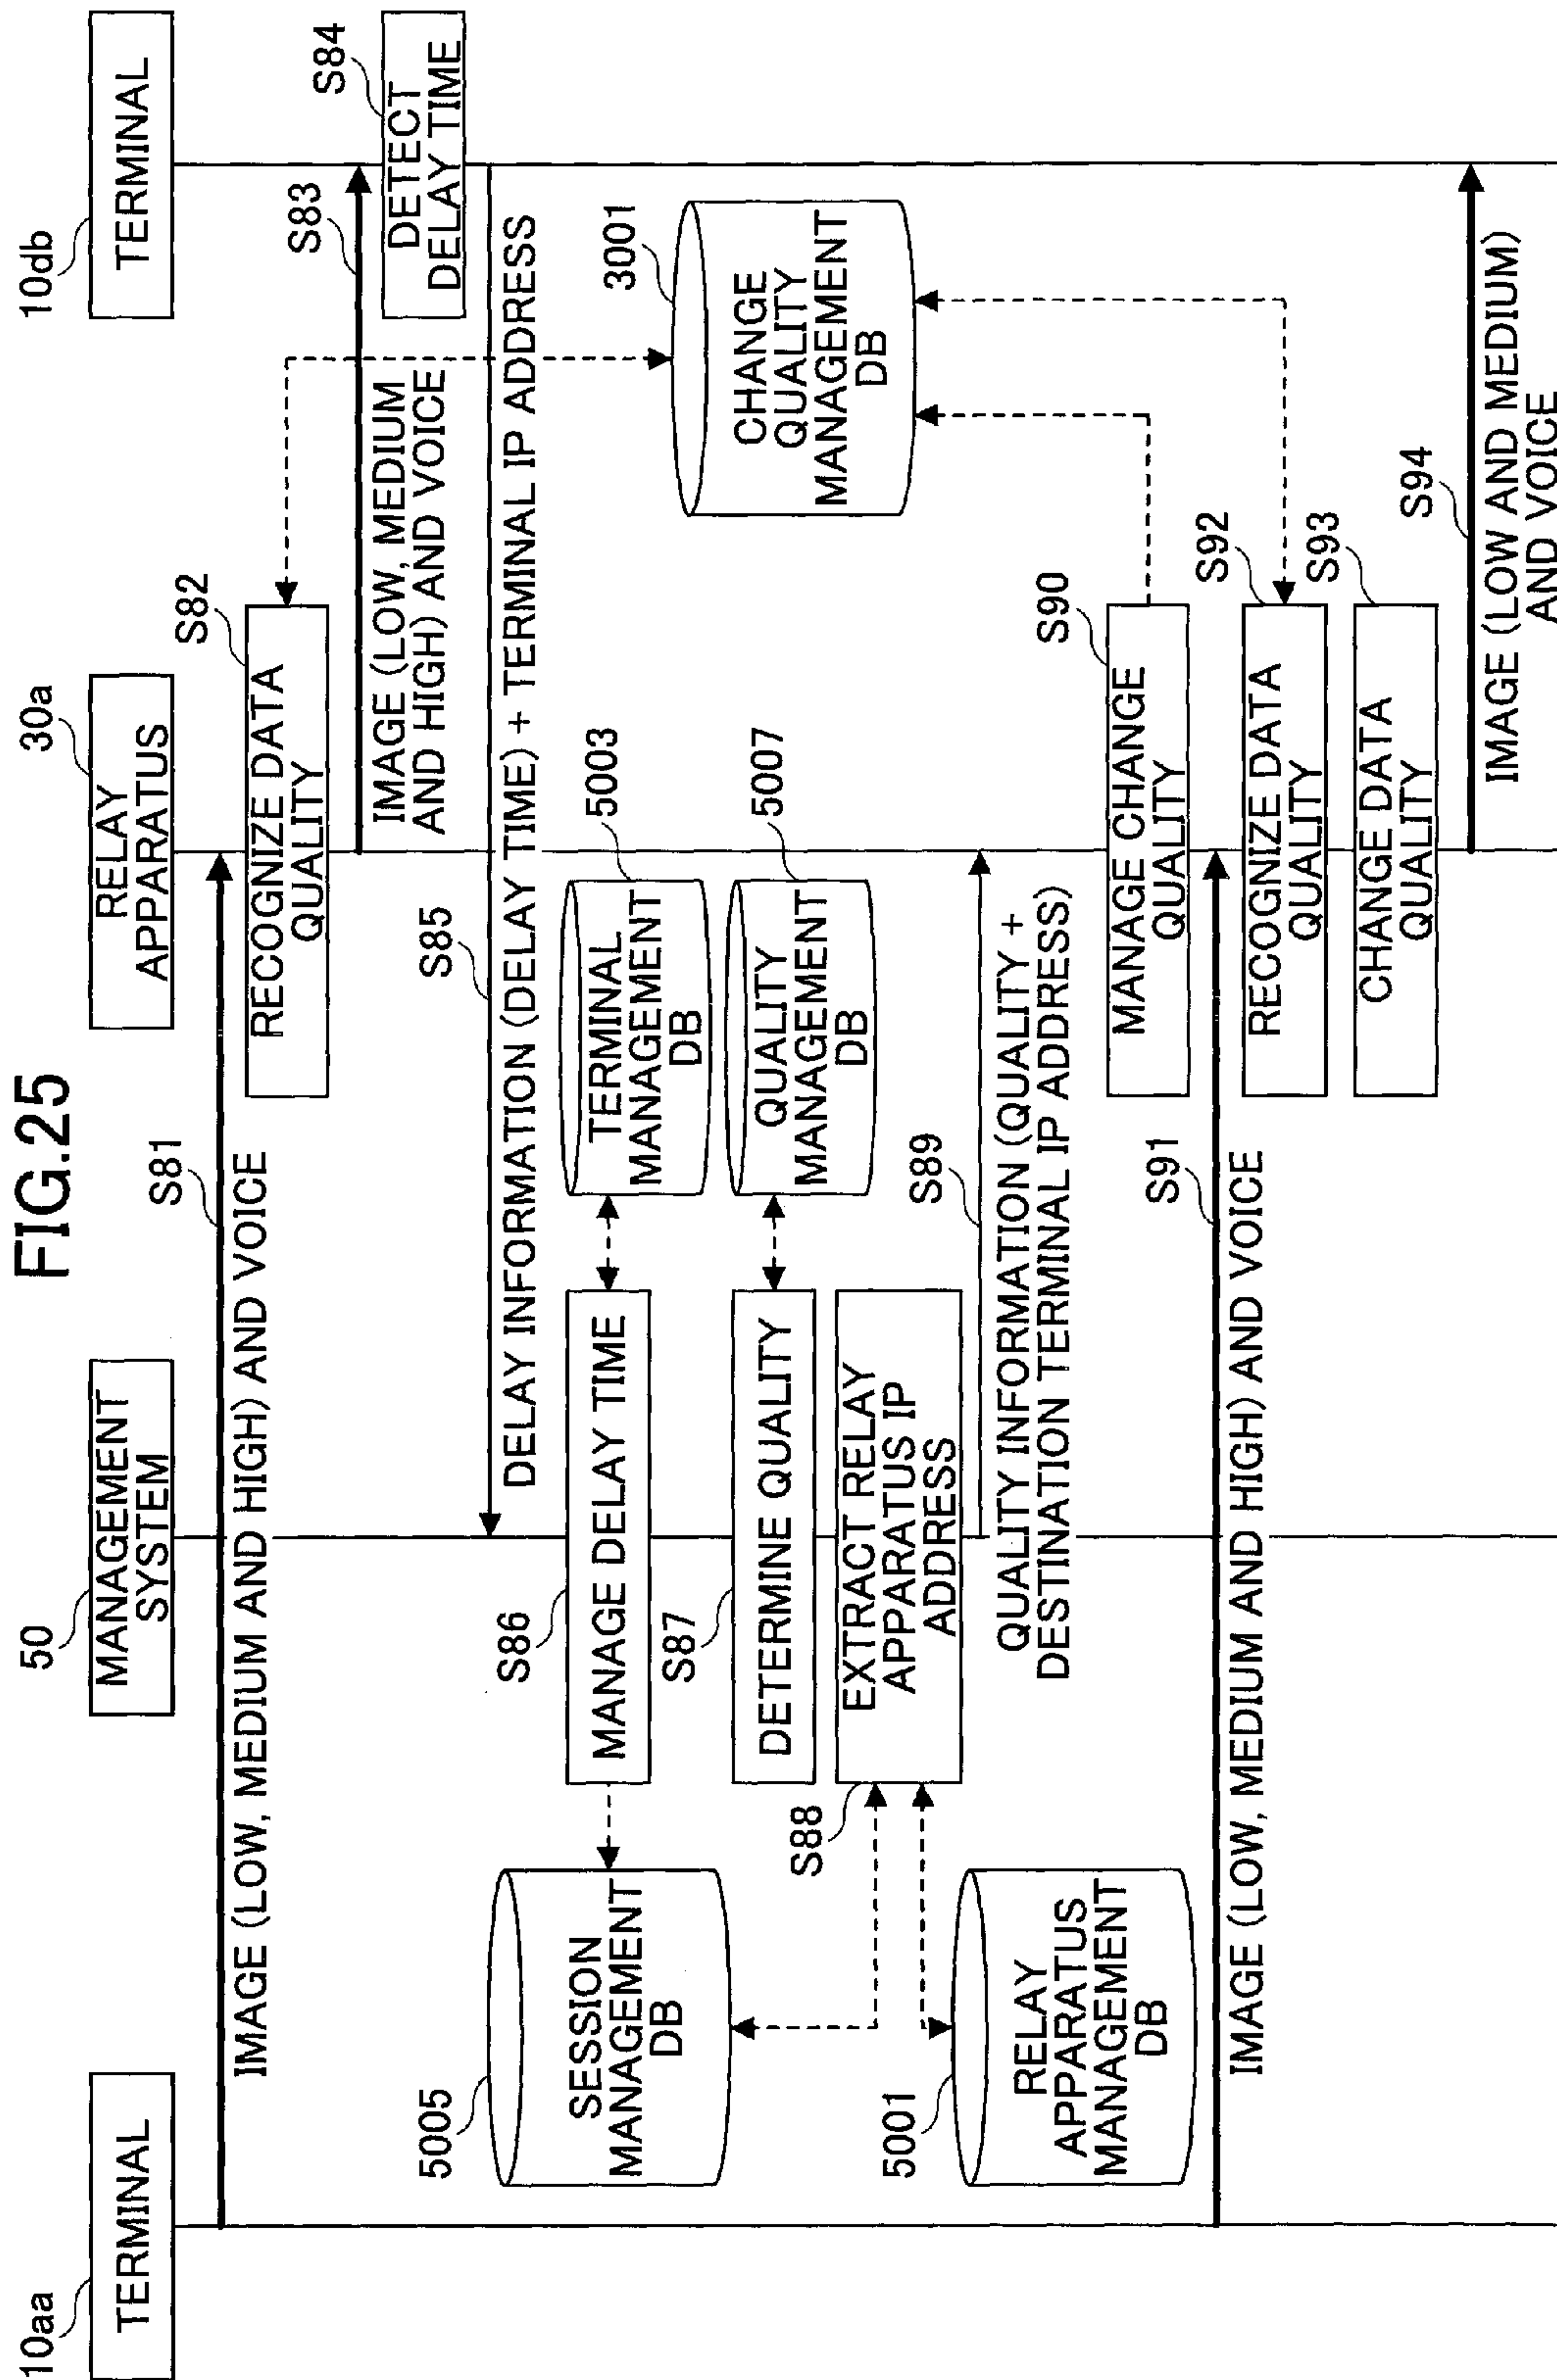 FIG.25
10aa
TERMINAL
50
MANAGEMENT
SYSTEM
30a
RELAY
APPARATUS
10db
TERMINAL
S81
IMAGE (LOW, MEDIUM AND HIGH) AND VOICE
S82
RECOGNIZE DATA
QUALITY
S83
IMAGE (LOW, MEDIUM
AND HIGH) AND VOICE
S84
DETECT
DELAY TIME
S85
DELAY INFORMATION (DELAY TIME) + TERMINAL IP ADDRESS
5005
SESSION
MANAGEMENT
DB
S86
MANAGE DELAY TIME
5003
TERMINAL
MANAGEMENT
DB
3001
CHANGE
QUALITY
MANAGEMENT
DB
S87
DETERMINE QUALITY
5007
QUALITY
MANAGEMENT
DB
S88
EXTRACT RELAY
APPARATUS IP
ADDRESS
5001
RELAY
APPARATUS
MANAGEMENT
DB
S89
QUALITY INFORMATION (QUALITY +
DESTINATION TERMINAL IP ADDRESS)
S90
MANAGE CHANGE
QUALITY
S91
IMAGE (LOW, MEDIUM AND HIGH) AND VOICE
S92
RECOGNIZE DATA
QUALITY
S93
CHANGE DATA
QUALITY
S94
IMAGE (LOW AND MEDIUM)
AND VOICE